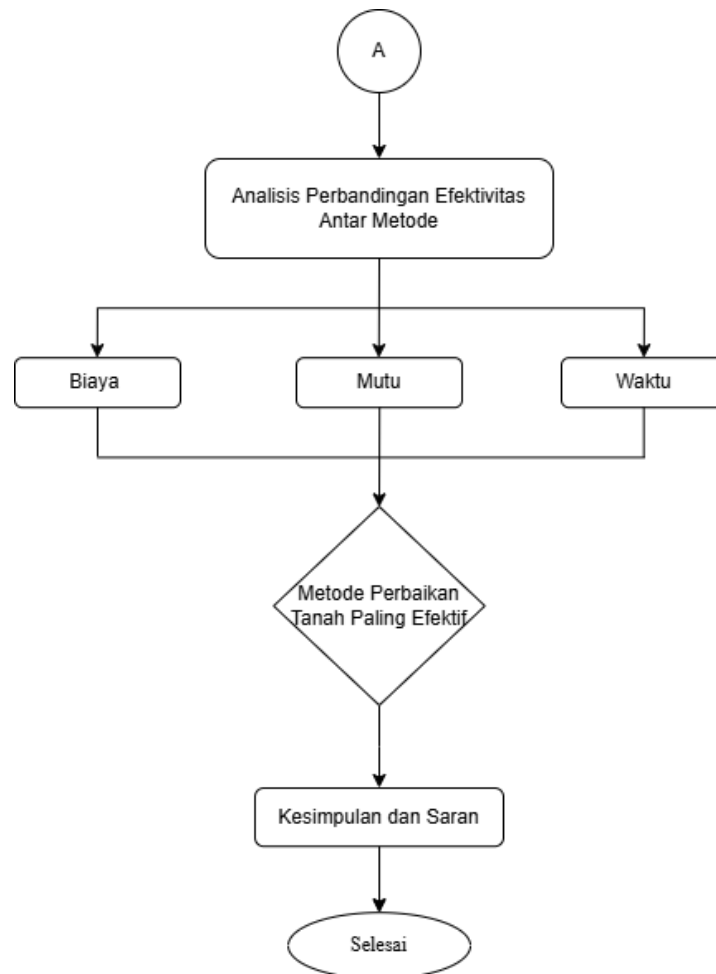 A
Analisis Perbandingan Efektivitas
Antar Metode
Biaya
Mutu
Waktu
Metode Perbaikan
Tanah Paling Efektif
Kesimpulan dan Saran
Selesai